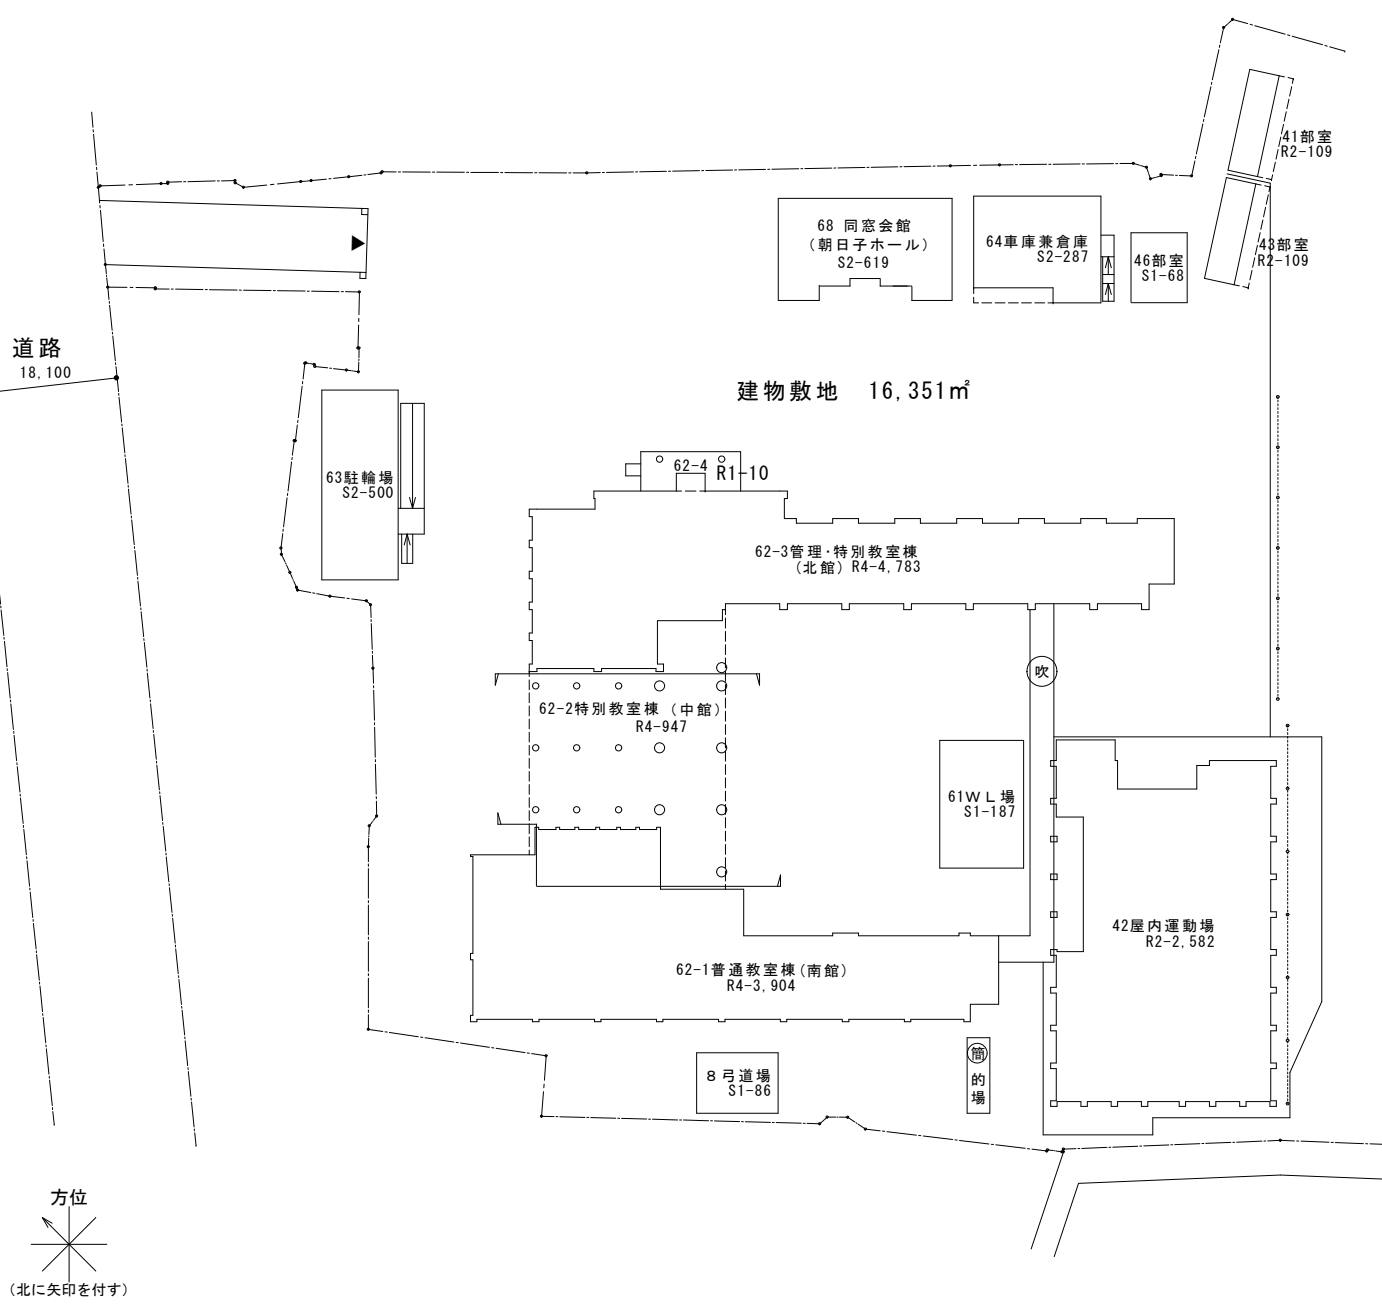 41部室
R2-109
68 同窓会館
(朝日子ホール)
S2-619
64車庫兼倉庫
S2-287
46部室
S1-68
43部室
R2-109
道路
18,100
建物敷地　16,351㎡
63駐輪場
S2-500
62-4 R1-10
62-3管理・特別教室棟
(北館) R4-4,783
吹
62-2特別教室棟 (中館)
R4-947
61WL場
S1-187
42屋内運動場
R2-2,582
62-1普通教室棟(南館)
R4-3,904
8弓道場
S1-86
簡
的場
方位
(北に矢印を付す)